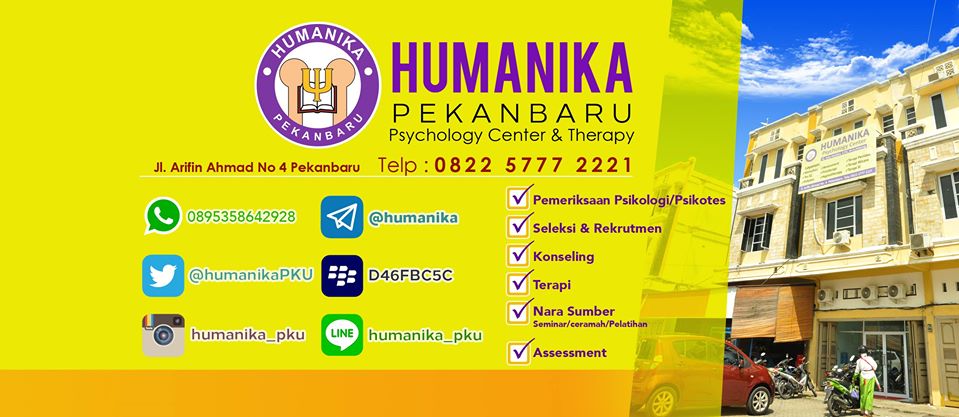 HUMANIKA
PEKANBARU
HUMANIKA
PEKANBARU
Psychology Center & Therapy
Jl. Arifin Ahmad No 4 Pekanbaru
Telp : 0822 5777 2221
0895358642928
@humanika
@humanikaPKU
D46FBC5C
humanika_pku
LINE
humanika_pku
Pemeriksaan Psikologi/Psikotes
Seleksi & Rekrutmen
Konseling
Terapi
Nara Sumber
Seminar/ceramah/Pelatihan
Assessment
HUMANIKA
Psychology Center